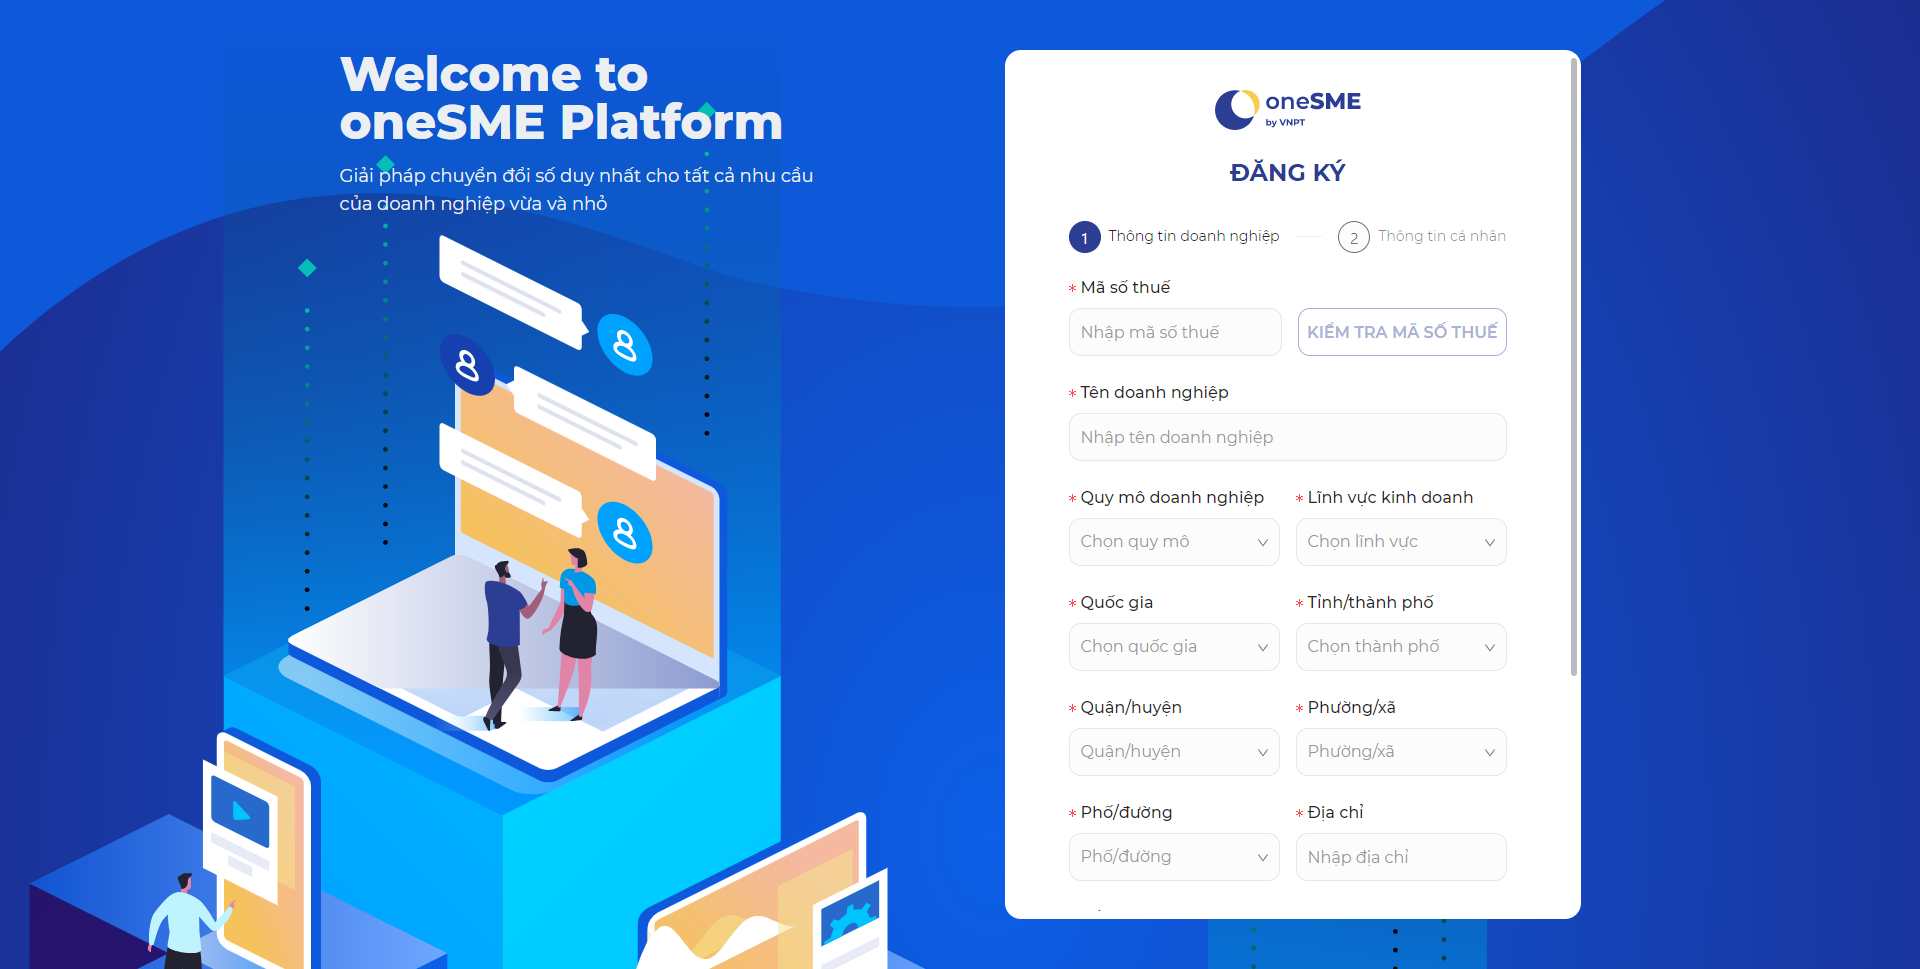 Welcome to
oneSME Platform
Giải pháp chuyển đổi số duy nhất cho tất cả nhu cầu
của doanh nghiệp vừa và nhỏ
oneSME
by VNPT
ĐĂNG KÝ
1 Thông tin doanh nghiệp 2 Thông tin cá nhân
* Mã số thuế
Nhập mã số thuế KIỂM TRA MÃ SỐ THUẾ
* Tên doanh nghiệp
Nhập tên doanh nghiệp
* Quy mô doanh nghiệp * Lĩnh vực kinh doanh
Chọn quy mô Chọn lĩnh vực
* Quốc gia * Tỉnh/thành phố
Chọn quốc gia Chọn thành phố
* Quận/huyện * Phường/xã
Quận/huyện Phường/xã
* Phố/đường * Địa chỉ
Phố/đường Nhập địa chỉ